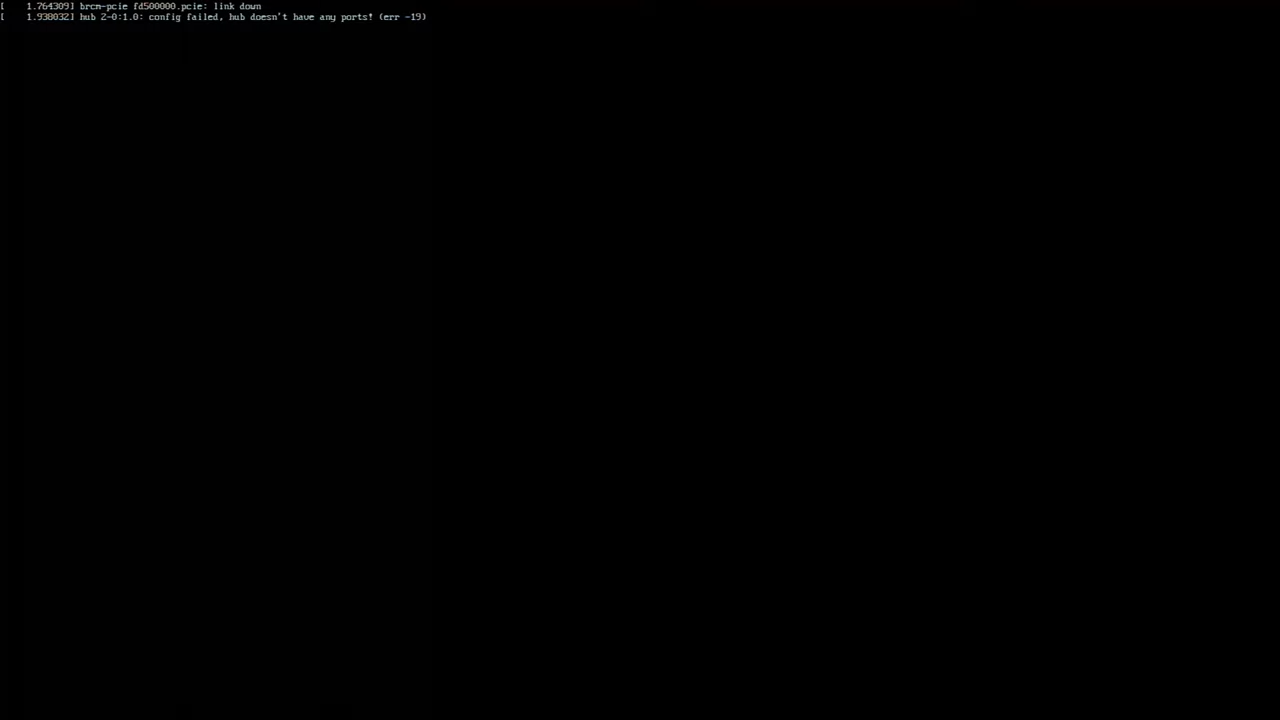 [    1.764309] brcm-pcie fd500000.pcie: link down
[    1.938032] hub 2-0:1.0: config failed, hub doesn't have any ports! (err -19)